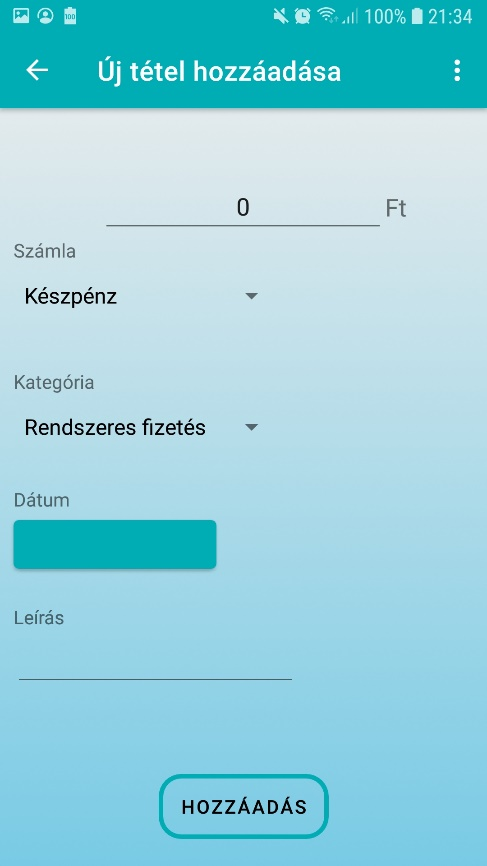 100% 21:34
Új tétel hozzáadása
0 Ft
Számla
Készpénz
Kategória
Rendszeres fizetés
Dátum
Leírás
HOZZÁADÁS